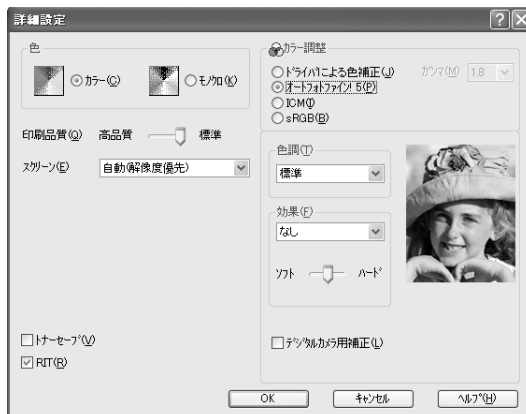 詳細設定
色
カラー(C)
モノクロ(K)
印刷品質(Q)
高品質
標準
スクリーン(E)
自動(解像度優先)
トナーセーブ(V)
RIT(R)
カラー調整
ドライバによる色補正(J)
ガンマ(M)
1.8
オートフォトファイン!5(P)
ICM(I)
sRGB(B)
色調(T)
標準
効果(F)
なし
ソフト
ハード
デジタルカメラ用補正(L)
OK
キャンセル
ヘルプ(H)